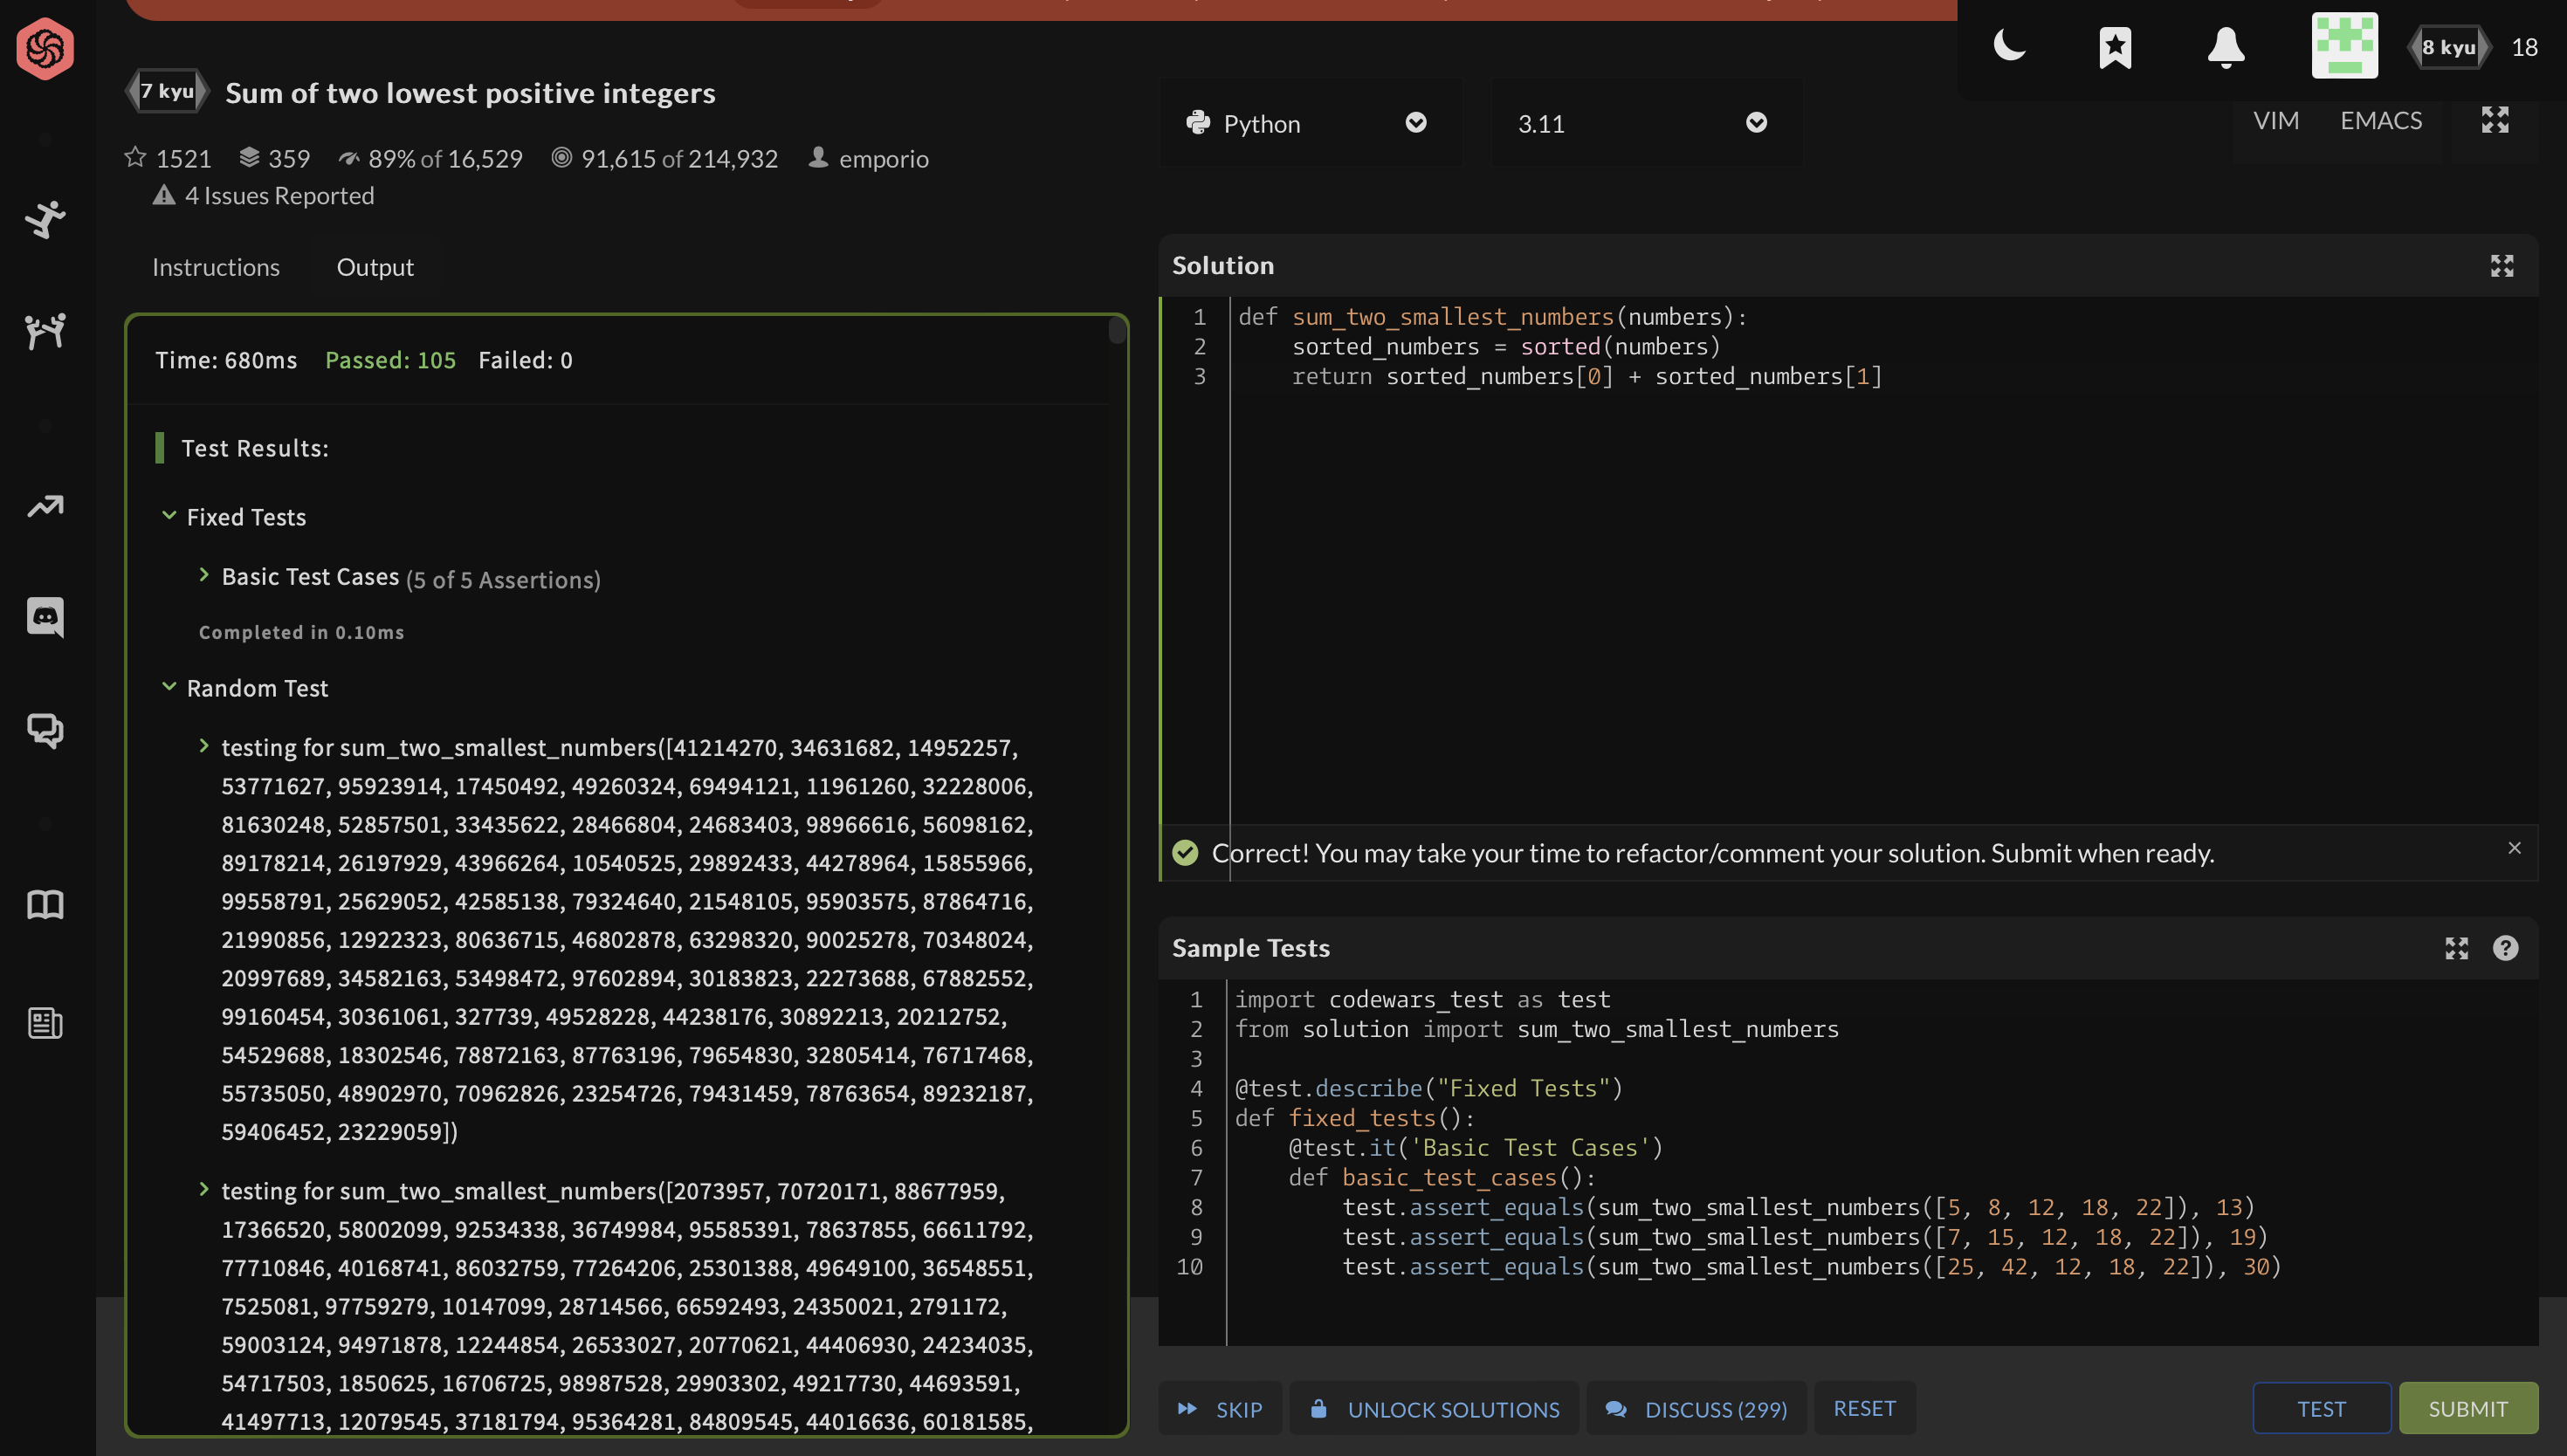 8 kyu
18
7 kyu
Sum of two lowest positive integers
1521 359 89% of 16,529 91,615 of 214,932 emporio
4 Issues Reported
Instructions
Output
Time: 680ms Passed: 105 Failed: 0
Test Results:
Fixed Tests
Basic Test Cases (5 of 5 Assertions)
Completed in 0.10ms
Random Test
testing for sum_two_smallest_numbers([41214270, 34631682, 14952257,
53771627, 95923914, 17450492, 49260324, 69494121, 11961260, 32228006,
81630248, 52857501, 33435622, 28466804, 24683403, 98966616, 56098162,
89178214, 26197929, 43966264, 10540525, 29892433, 44278964, 15855966,
99558791, 25629052, 42585138, 79324640, 21548105, 95903575, 87864716,
21990856, 12922323, 80636715, 46802878, 63298320, 90025278, 70348024,
20997689, 34582163, 53498472, 97602894, 30183823, 22273688, 67882552,
99160454, 30361061, 327739, 49528228, 44238176, 30892213, 20212752,
54529688, 18302546, 78872163, 87763196, 79654830, 32805414, 76717468,
55735050, 48902970, 70962826, 23254726, 79431459, 78763654, 89232187,
59406452, 23229059])
testing for sum_two_smallest_numbers([2073957, 70720171, 88677959,
17366520, 58002099, 92534338, 36749984, 95585391, 78637855, 66611792,
77710846, 40168741, 86032759, 77264206, 25301388, 49649100, 36548551,
7525081, 97759279, 10147099, 28714566, 66592493, 24350021, 2791172,
59003124, 94971878, 12244854, 26533027, 20770621, 44406930, 24234035,
54717503, 1850625, 16706725, 98987528, 29903302, 49217730, 44693591,
41497713, 12079545, 37181794, 95364281, 84809545, 44016636, 60181585,
Python
3.11
VIM
EMACS
Solution
1 def sum_two_smallest_numbers(numbers):
2 sorted_numbers = sorted(numbers)
3 return sorted_numbers[0] + sorted_numbers[1]
Correct! You may take your time to refactor/comment your solution. Submit when ready.
Sample Tests
1 import codewars_test as test
2 from solution import sum_two_smallest_numbers
3
4 @test.describe("Fixed Tests")
5 def fixed_tests():
6 @test.it('Basic Test Cases')
7 def basic_test_cases():
8 test.assert_equals(sum_two_smallest_numbers([5, 8, 12, 18, 22]), 13)
9 test.assert_equals(sum_two_smallest_numbers([7, 15, 12, 18, 22]), 19)
10 test.assert_equals(sum_two_smallest_numbers([25, 42, 12, 18, 22]), 30)
SKIP
UNLOCK SOLUTIONS
DISCUSS (299)
RESET
TEST
SUBMIT